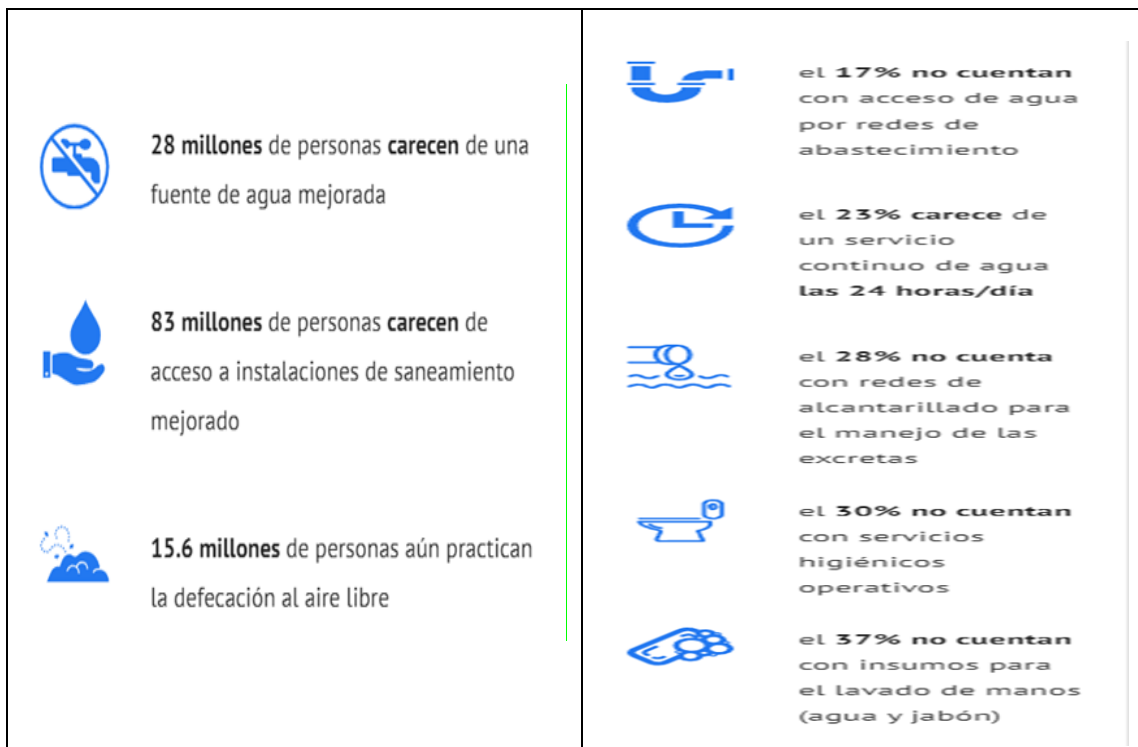 28 millones de personas carecen de una
fuente de agua mejorada
83 millones de personas carecen de
acceso a instalaciones de saneamiento
mejorado
15.6 millones de personas aún practican
la defecación al aire libre
el 17% no cuentan
con acceso de agua
por redes de
abastecimiento
el 23% carece de
un servicio
continuo de agua
las 24 horas/día
el 28% no cuenta
con redes de
alcantarillado para
el manejo de las
excretas
el 30% no cuentan
con servicios
higiénicos
operativos
el 37% no cuentan
con insumos para
el lavado de manos
(agua y jabón)